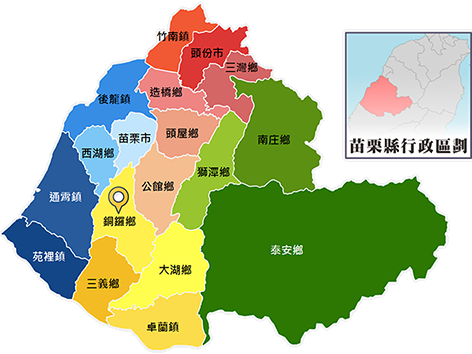 竹南鎮
頭份市
三灣鄉
造橋鄉
後龍鎮
苗栗市
頭屋鄉
南庄鄉
西湖鄉
獅潭鄉
公館鄉
通霄鎮
銅鑼鄉
苑裡鎮
泰安鄉
三義鄉
大湖鄉
卓蘭鎮
苗栗縣行政區劃